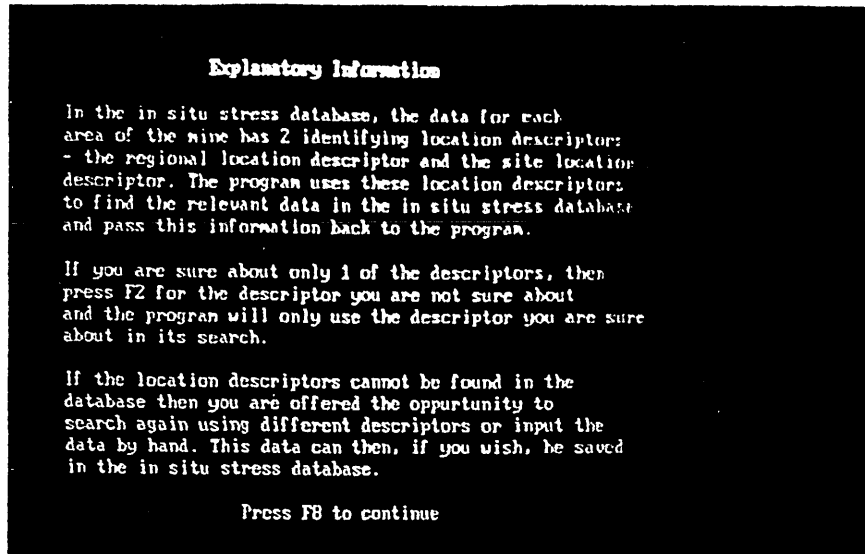 Explanatory Information
In the in situ stress database, the data for each
area of the mine has 2 identifying location descriptors
- the regional location descriptor and the site location
descriptor. The program uses these location descriptors
to find the relevant data in the in situ stress database
and pass this information back to the program.
If you are sure about only 1 of the descriptors, then
press F2 for the descriptor you are not sure about
and the program will only use the descriptor you are sure
about in its search.
If the location descriptors cannot be found in the
database then you are offered the oppurtunity to
search again using different descriptors or input the
data by hand. This data can then, if you wish, be saved
in the in situ stress database.
Press F8 to continue